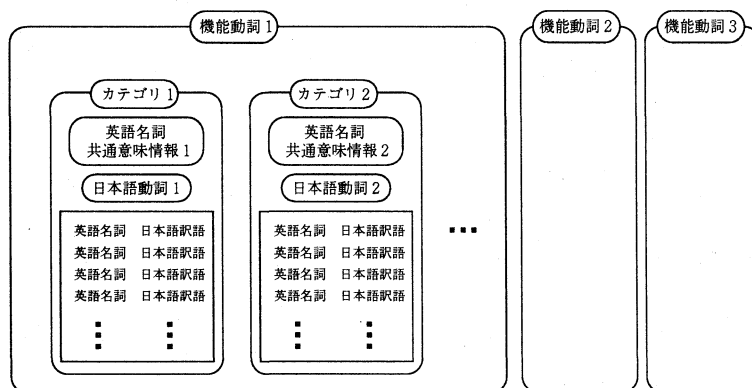 機能動詞1
機能動詞2
機能動詞3
カテゴリ1
英語名詞
共通意味情報1
日本語動詞1
英語名詞 日本語訳語
英語名詞 日本語訳語
英語名詞 日本語訳語
英語名詞 日本語訳語
カテゴリ2
英語名詞
共通意味情報2
日本語動詞2
英語名詞 日本語訳語
英語名詞 日本語訳語
英語名詞 日本語訳語
英語名詞 日本語訳語